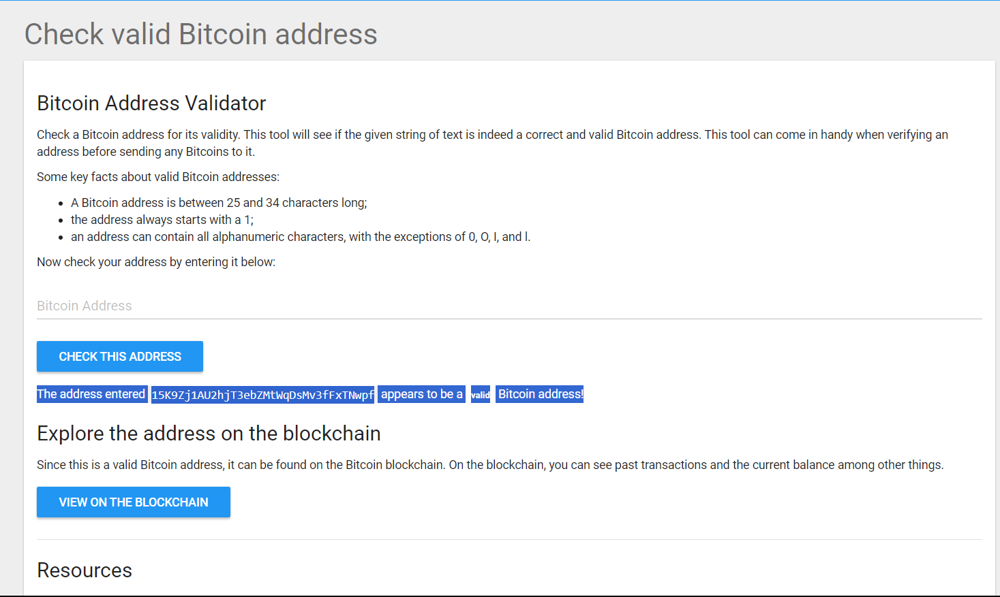 Check valid Bitcoin address
Bitcoin Address Validator
Check a Bitcoin address for its validity. This tool will see if the given string of text is indeed a correct and valid Bitcoin address. This tool can come in handy when verifying an
address before sending any Bitcoins to it.
Some key facts about valid Bitcoin addresses:
• A Bitcoin address is between 25 and 34 characters long;
• the address always starts with a 1;
• an address can contain all alphanumeric characters, with the exceptions of 0, O, I, and l.
Now check your address by entering it below:
Bitcoin Address
CHECK THIS ADDRESS
The address entered 15K9Zj1AU2hjT3ebZMtWqDsMv3fFxTNwpf appears to be a valid Bitcoin address!
Explore the address on the blockchain
Since this is a valid Bitcoin address, it can be found on the Bitcoin blockchain. On the blockchain, you can see past transactions and the current balance among other things.
VIEW ON THE BLOCKCHAIN
Resources